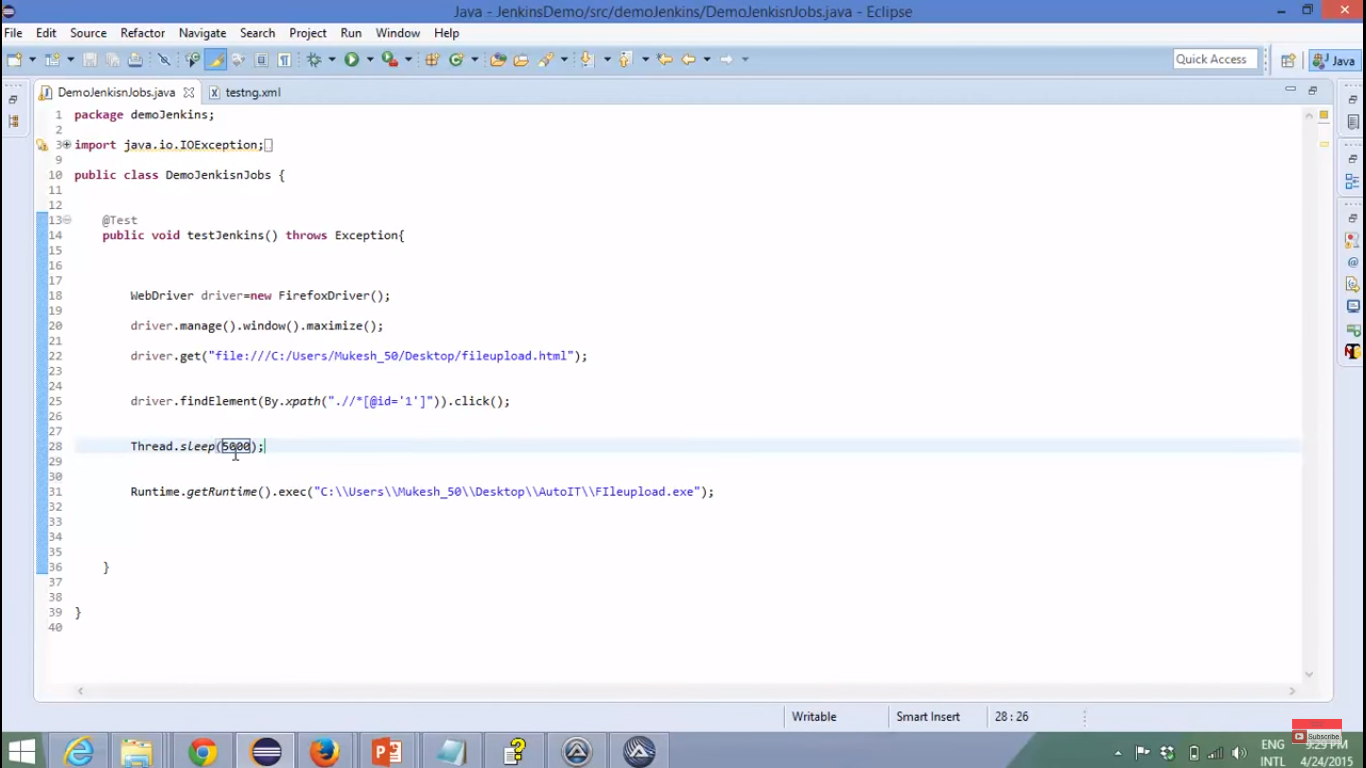 Java - JenkinsDemo/src/demoJenkins/DemoJenkisnJobs.java - Eclipse
File Edit Source Refactor Navigate Search Project Run Window Help
Quick Access Java
DemoJenkisnJobs.java testng.xml
1 package demoJenkins;
2
3 import java.io.IOException;
9
10 public class DemoJenkisnJobs {
11
12
13 @Test
14 public void testJenkins() throws Exception{
15
16
17
18 WebDriver driver=new FirefoxDriver();
19
20 driver.manage().window().maximize();
21
22 driver.get("file:///C:/Users/Mukesh_50/Desktop/fileupload.html");
23
24
25 driver.findElement(By.xpath(".//*[@id='1']")).click();
26
27
28 Thread.sleep(5000);
29
30
31 Runtime.getRuntime().exec("C:\\Users\\Mukesh_50\\Desktop\\AutoIT\\FIleupload.exe");
32
33
34
35
36 }
37
38
39 }
40
Writable Smart Insert 28 : 26
Subscribe
ENG 9:29 PM
INTL 4/24/2015